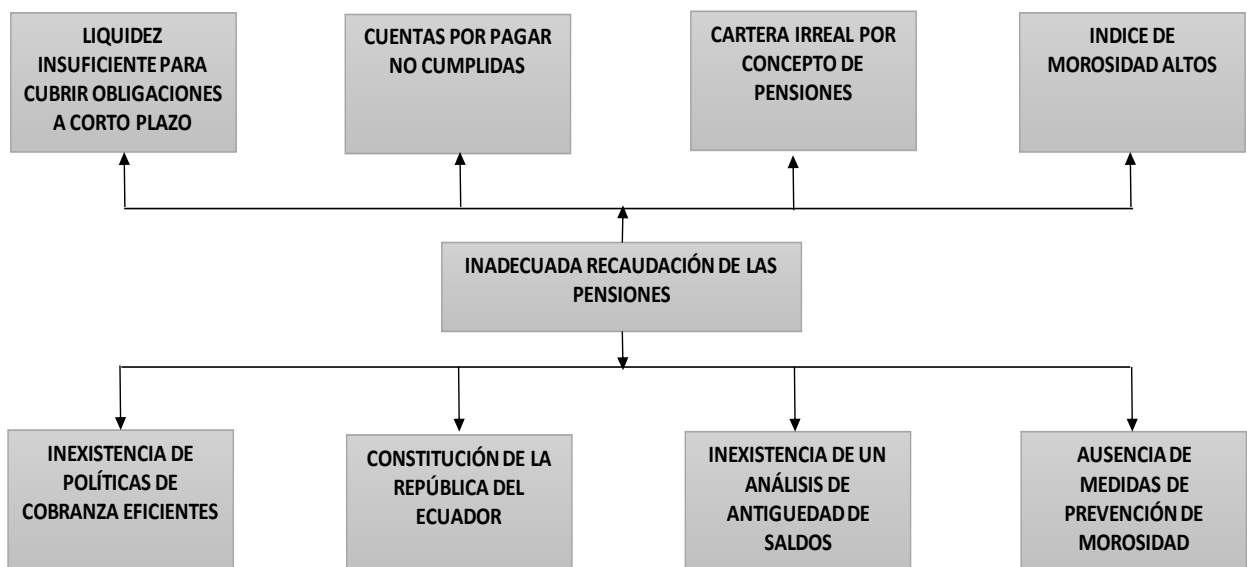 LIQUIDEZ
INSUFICIENTE PARA
CUBRIR OBLIGACIONES
A CORTO PLAZO
CUENTAS POR PAGAR
NO CUMPLIDAS
CARTERA IRREAL POR
CONCEPTO DE
PENSIONES
INDICE DE
MOROSIDAD ALTOS
INADECUADA RECAUDACIÓN DE LAS
PENSIONES
INEXISTENCIA DE
POLÍTICAS DE
COBRANZA EFICIENTES
CONSTITUCIÓN DE LA
REPÚBLICA DEL
ECUADOR
INEXISTENCIA DE UN
ANÁLISIS DE
ANTIGUEDAD DE
SALDOS
AUSENCIA DE
MEDIDAS DE
PREVENCIÓN DE
MOROSIDAD